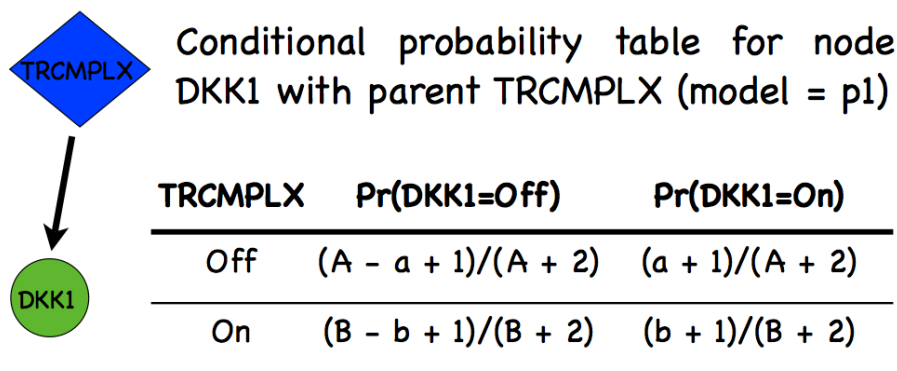 TRCMPLX
Conditional probability table for node
DKK1 with parent TRCMPLX (model = p1)
TRCMPLX Pr(DKK1=Off) Pr(DKK1=On)
Off (A - a + 1)/(A + 2) (a + 1)/(A + 2)
DKK1
On (B - b + 1)/(B + 2) (b + 1)/(B + 2)